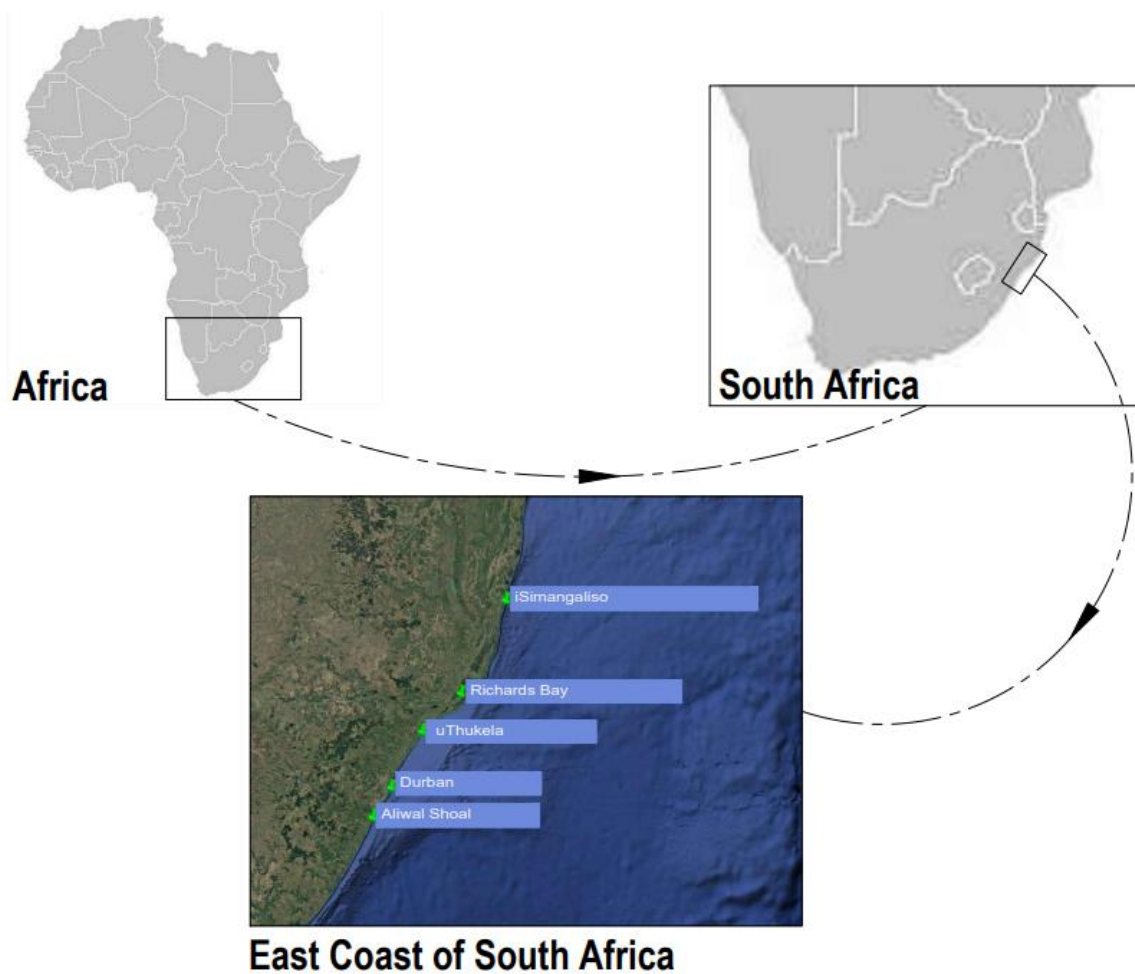 Africa
South Africa
iSimangaliso
Richards Bay
uThukela
Durban
Aliwal Shoal
East Coast of South Africa